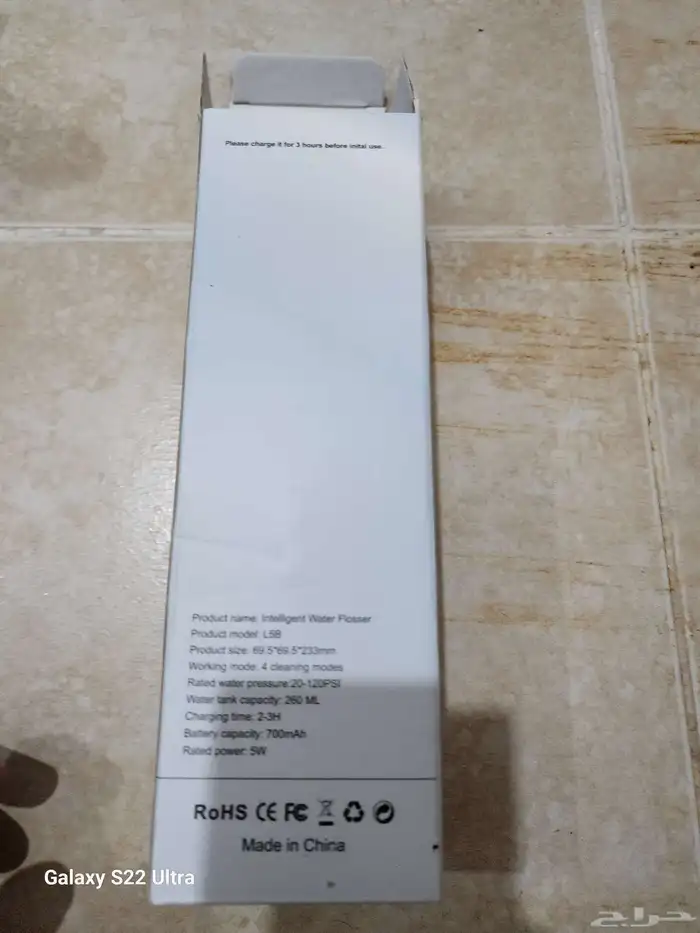 Please charge it for 3 hours before inital use.
Product name: Intelligent Water Flosser
Product model: L5B
Product size: 69.5*69.5*233mm
Working mode: 4 cleaning modes
Rated water pressure:20-120PSI
Water tank capacity: 260 ML
Charging time: 2-3H
Battery capacity: 700mAh
Rated power: 5W
RoHS CE FC
Made in China
Galaxy S22 Ultra
حراج